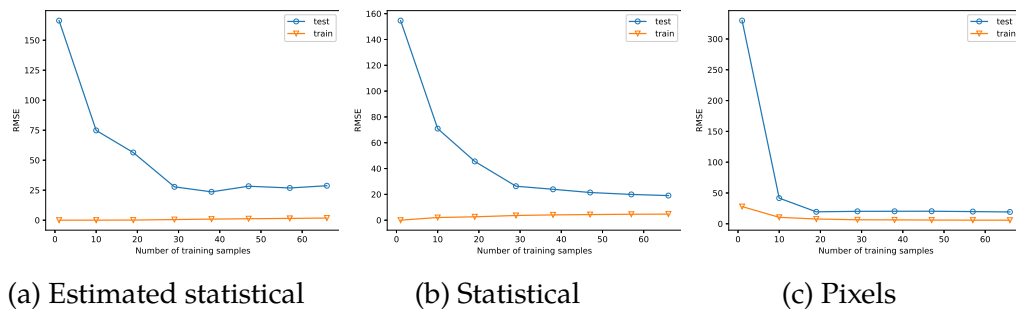 test
train
175
150
125
100
75
50
25
0
RMSE
0 10 20 30 40 50 60
Number of training samples
(a) Estimated statistical
test
train
160
140
120
100
80
60
40
20
0
RMSE
0 10 20 30 40 50 60
Number of training samples
(b) Statistical
test
train
300
250
200
150
100
50
0
RMSE
0 10 20 30 40 50 60
Number of training samples
(c) Pixels